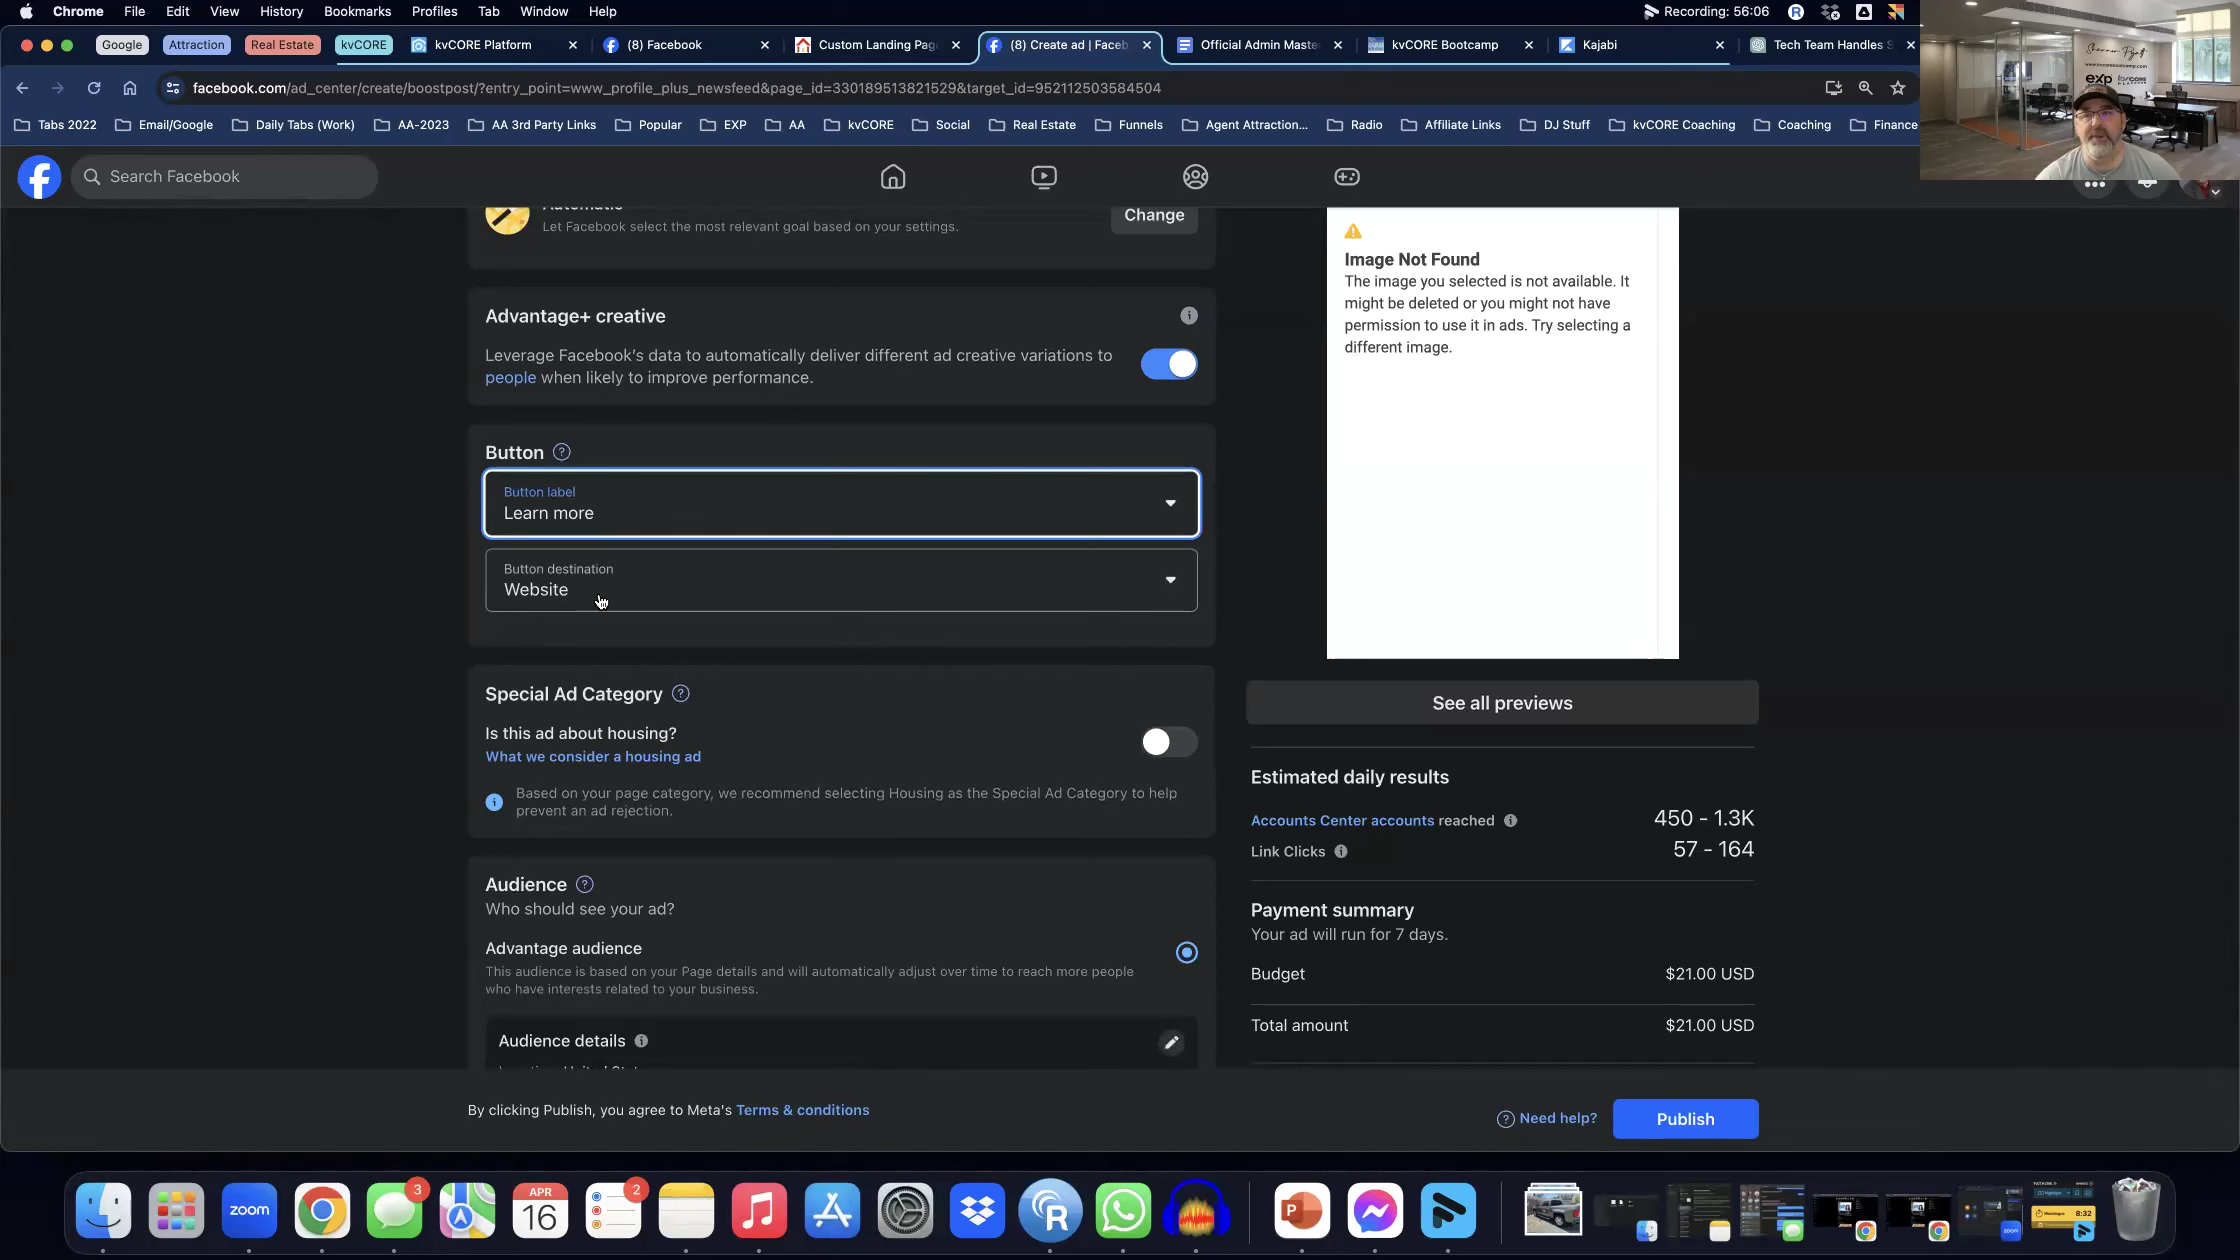 Chrome File Edit View History Bookmarks Profiles Tab Window Help Recording: 56:06
Google Attraction Real Estate kvCORE kvCORE Platform (8) Facebook Custom Landing Pag (8) Create ad | Faceb Official Admin Maste kvCORE Bootcamp Kajabi Tech Team Handles S
facebook.com/ad_center/create/boostpost/?entry_point=www_profile_plus_newsfeed&page_id=330189513821529&target_id=952112503584504
Tabs 2022 Email/Google Daily Tabs (Work) AA-2023 AA 3rd Party Links Popular EXP AA kvCORE Social Real Estate Funnels Agent Attraction... Radio Affiliate Links DJ Stuff kvCORE Coaching Coaching Finance
Search Facebook
Automatic
Let Facebook select the most relevant goal based on your settings.
Change
Advantage+ creative
Leverage Facebook's data to automatically deliver different ad creative variations to
people when likely to improve performance.
Button
Button label
Learn more
Button destination
Website
Special Ad Category
Is this ad about housing?
What we consider a housing ad
Based on your page category, we recommend selecting Housing as the Special Ad Category to help
prevent an ad rejection.
Audience
Who should see your ad?
Advantage audience
This audience is based on your Page details and will automatically adjust over time to reach more people
who have interests related to your business.
Audience details
By clicking Publish, you agree to Meta's Terms & conditions
Image Not Found
The image you selected is not available. It
might be deleted or you might not have
permission to use it in ads. Try selecting a
different image.
See all previews
Estimated daily results
Accounts Center accounts reached 450 - 1.3K
Link Clicks 57 - 164
Payment summary
Your ad will run for 7 days.
Budget $21.00 USD
Total amount $21.00 USD
Need help? Publish
zoom
3
APR
16
2
8:32
exp